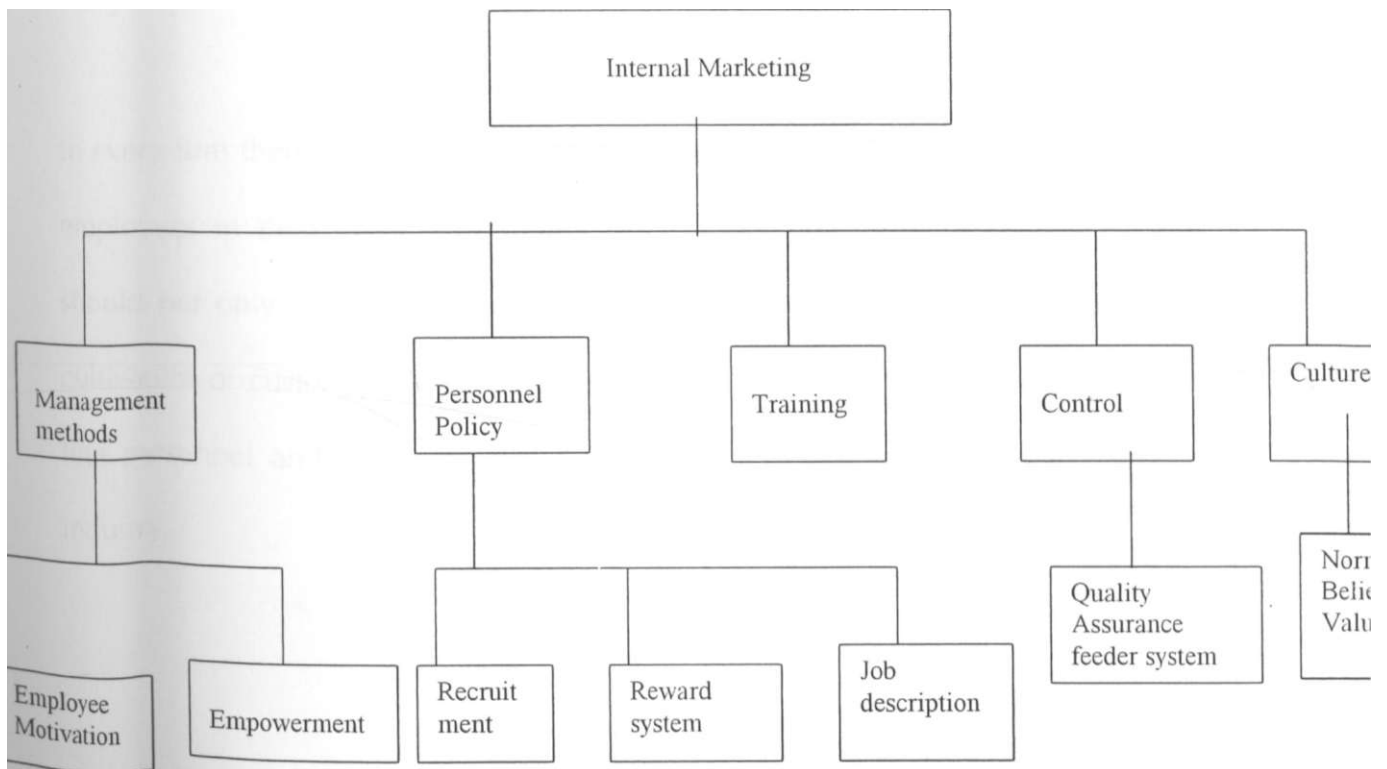 Internal Marketing
Management
methods
Personnel
Policy
Training
Control
Culture
Employee
Motivation
Empowerment
Recruit
ment
Reward
system
Job
description
Quality
Assurance
feeder system